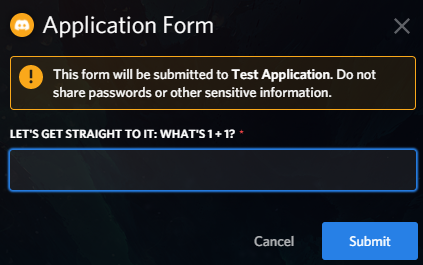 Application Form
This form will be submitted to Test Application. Do not
share passwords or other sensitive information.
LET'S GET STRAIGHT TO IT: WHAT'S 1 + 1? *
Cancel
Submit